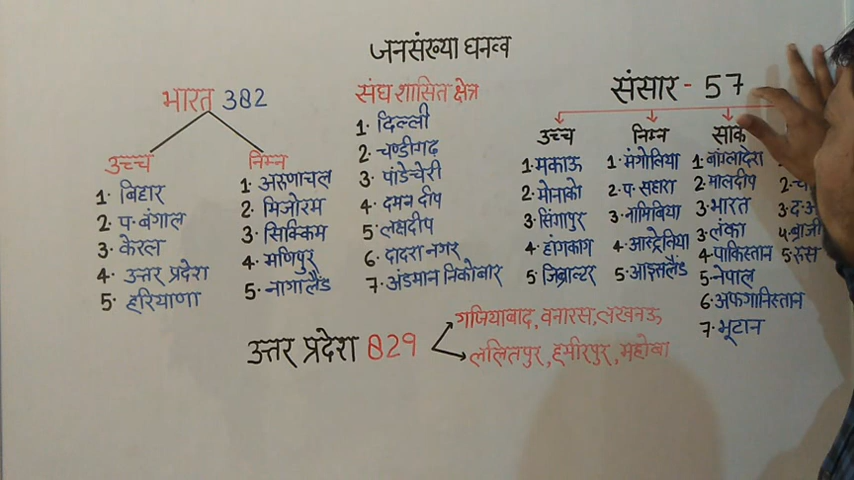 जनसंख्या घनत्व
भारत 382
उच्च
1. बिहार
2. प. बंगाल
3. केरल
4. उत्तर प्रदेश
5. हरियाणा
निम्न
1. अरुणाचल
2. मिजोरम
3. सिक्किम
4. मणिपुर
5. नागालैंड
संघ शासित क्षेत्र
1. दिल्ली
2. चण्डीगढ़
3. पांडेचेरी
4. दमन दीप
5. लक्षदीप
6. दादरा नगर
7. अंडमान निकोबार
संसार - 57
उच्च
1. मकाऊ
2. मोनाको
3. सिंगापुर
4. हांगकाग
5. जिब्राल्टर
निम्न
1. मंगोलिया
2. प. सहारा
3. नामिबिया
4. आस्ट्रेलिया
5. आइसलैंड
सार्क
1. बांग्लादेश
2. मालदीप
3. भारत
3. लंका
4. पाकिस्तान
5. नेपाल
6. अफगानिस्तान
7. भूटान
2.
3.
4.
5. रूस
उत्तर प्रदेश 829
गजियाबाद, वनारस, लखनऊ
ललितपुर, हमीरपुर, महोबा